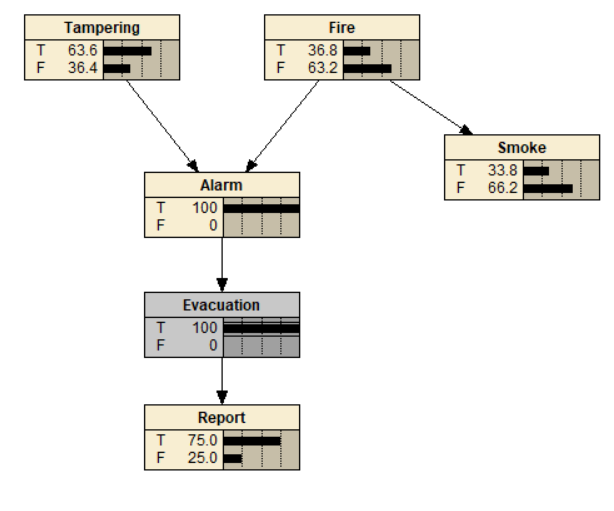 Tampering
T 63.6
F 36.4
Fire
T 36.8
F 63.2
Smoke
T 33.8
F 66.2
Alarm
T 100
F 0
Evacuation
T 100
F 0
Report
T 75.0
F 25.0